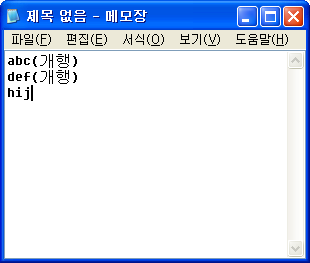 제목 없음 - 메모장
파일(F) 편집(E) 서식(O) 보기(V) 도움말(H)
abc(개행)
def(개행)
hij